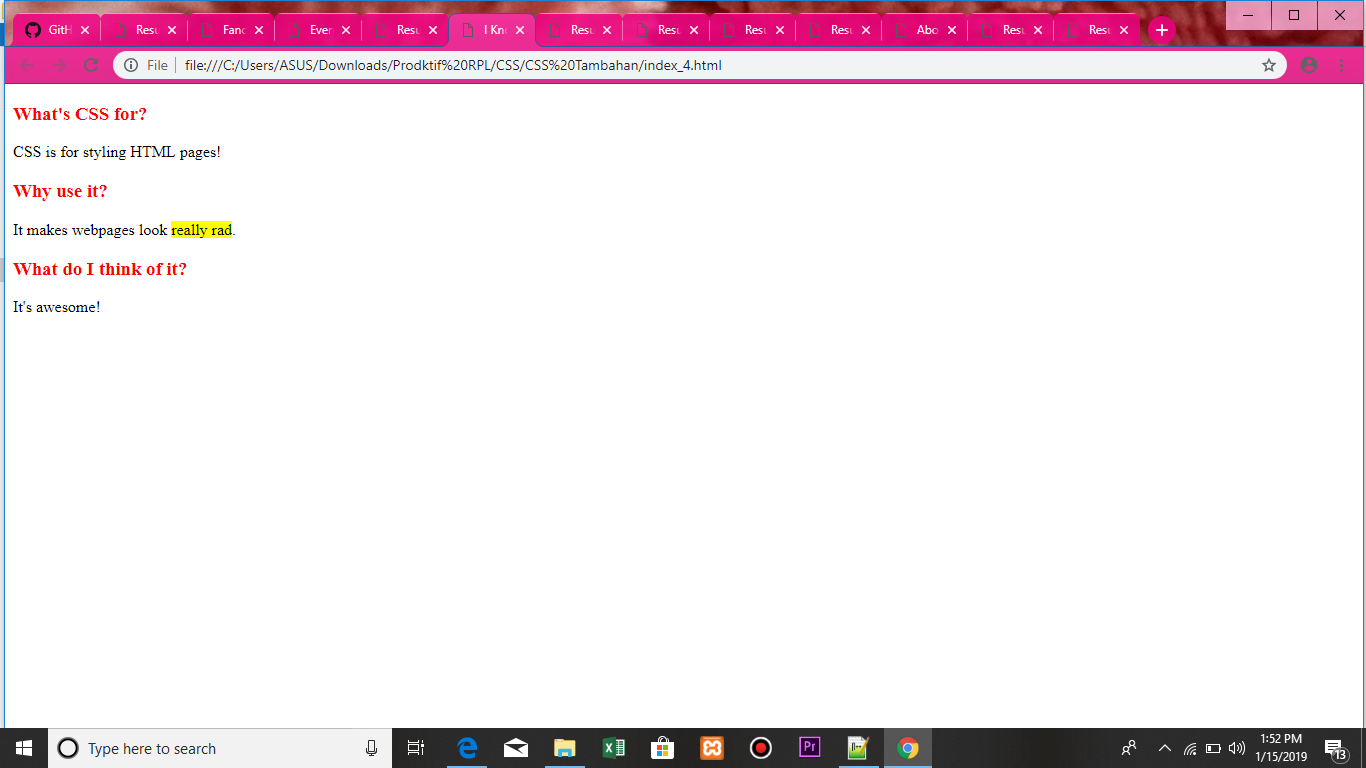 GitH Resu Fanc Ever Resu I Kno Resu Resu Resu Resu Abo Resu Resu
File file:///C:/Users/ASUS/Downloads/Prodktif%20RPL/CSS/CSS%20Tambahan/index_4.html
What's CSS for?
CSS is for styling HTML pages!
Why use it?
It makes webpages look really rad.
What do I think of it?
It's awesome!
Type here to search
Pr
1:52 PM
1/15/2019
13